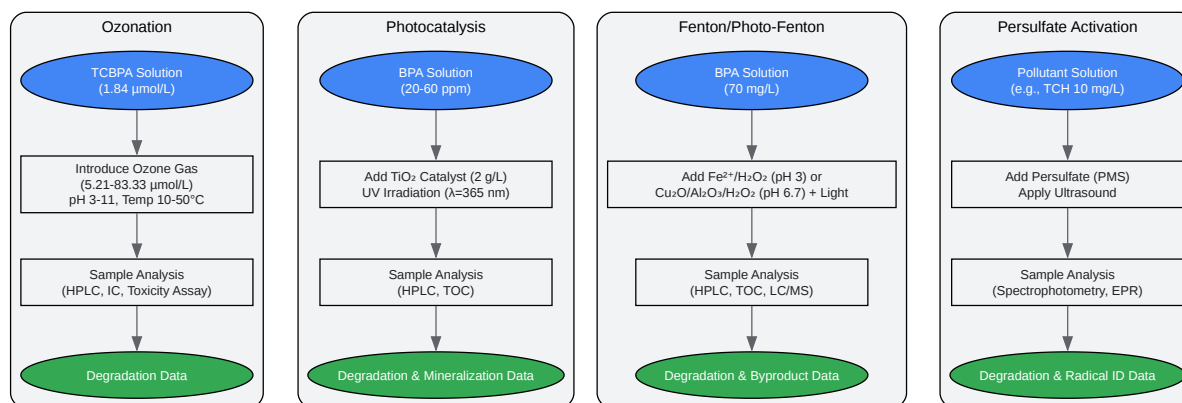 Ozonation
TCBPA Solution
(1.84 µmol/L)
Introduce Ozone Gas
(5.21-83.33 µmol/L)
pH 3-11, Temp 10-50°C
Sample Analysis
(HPLC, IC, Toxicity Assay)
Degradation Data
Photocatalysis
BPA Solution
(20-60 ppm)
Add TiO₂ Catalyst (2 g/L)
UV Irradiation (λ=365 nm)
Sample Analysis
(HPLC, TOC)
Degradation & Mineralization Data
Fenton/Photo-Fenton
BPA Solution
(70 mg/L)
Add Fe²⁺/H₂O₂ (pH 3) or
Cu₂O/Al₂O₃/H₂O₂ (pH 6.7) + Light
Sample Analysis
(HPLC, TOC, LC/MS)
Degradation & Byproduct Data
Persulfate Activation
Pollutant Solution
(e.g., TCH 10 mg/L)
Add Persulfate (PMS)
Apply Ultrasound
Sample Analysis
(Spectrophotometry, EPR)
Degradation & Radical ID Data